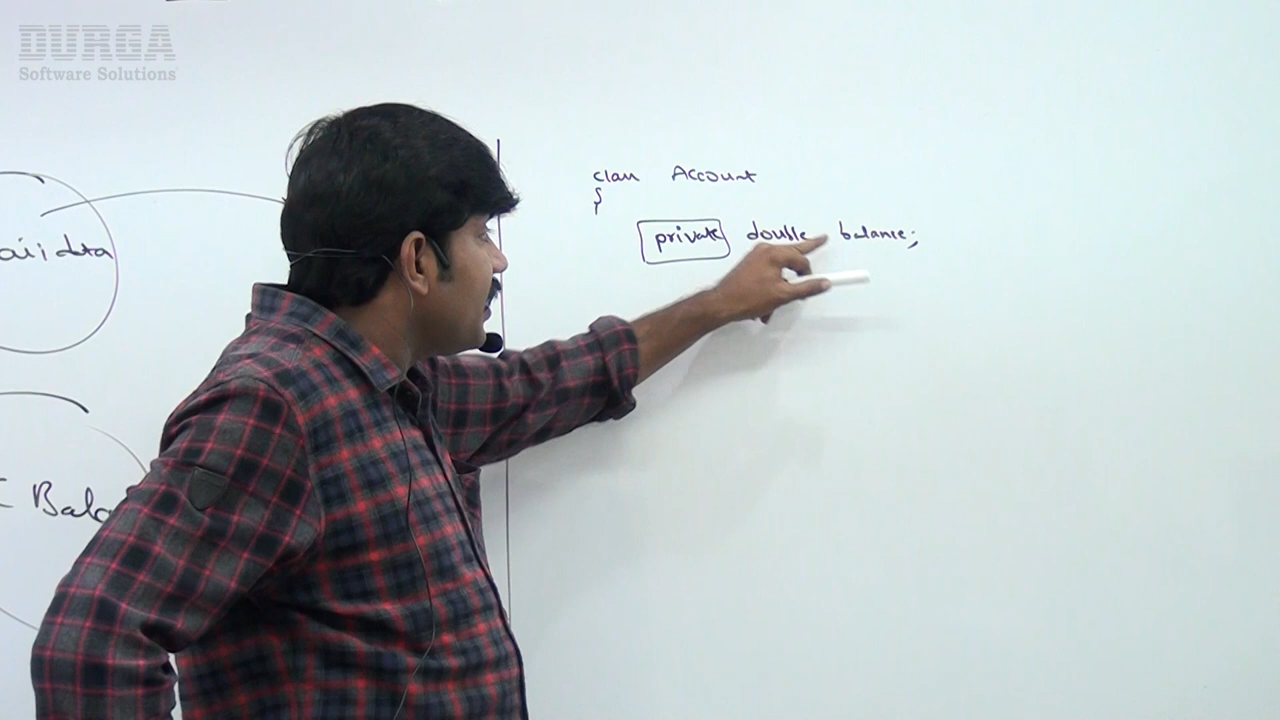 DURGA
Software Solutions
class Account
{
private double balance;